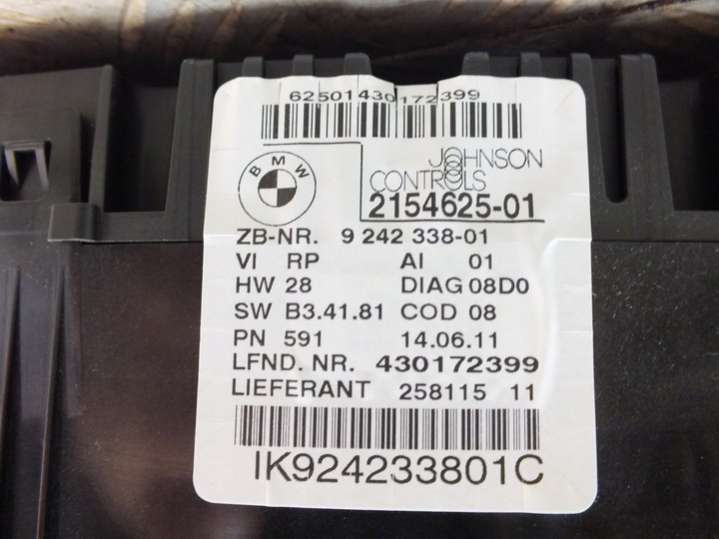 62501430172399
BMW
JOHNSON
CONTROLS
2154625-01
ZB-NR. 9 242 338-01
VI RP AI 01
HW 28 DIAG 08D0
SW B3.41.81 COD 08
PN 591 14.06.11
LFND. NR. 430172399
LIEFERANT 258115 11
IK924233801C